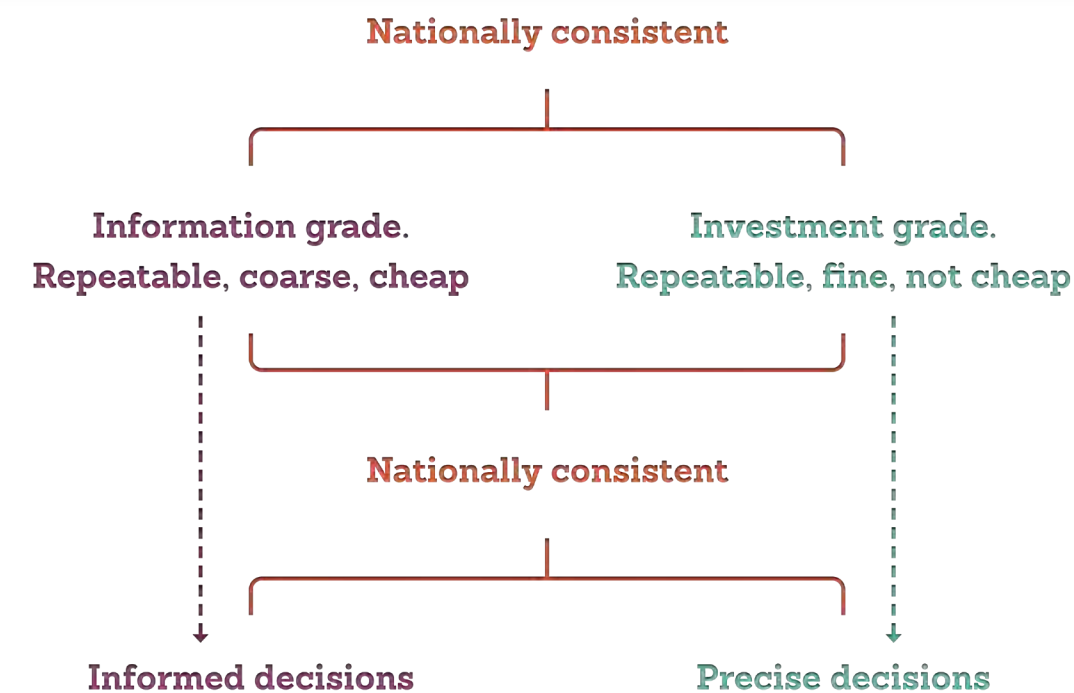 Nationally consistent
Information grade.
Repeatable, coarse, cheap
Investment grade.
Repeatable, fine, not cheap
Nationally consistent
Informed decisions
Precise decisions